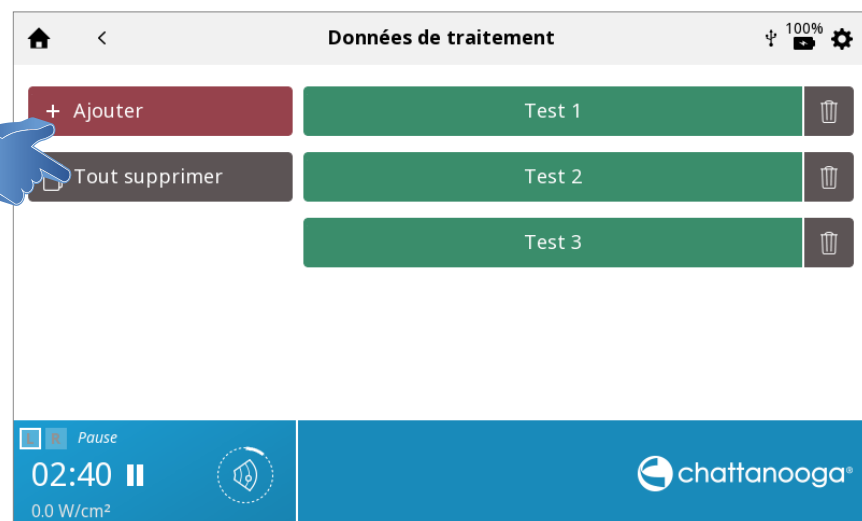 Données de traitement
100%
+ Ajouter
Tout supprimer
Test 1
Test 2
Test 3
L R Pause
02:40
0.0 W/cm²
chattanooga®